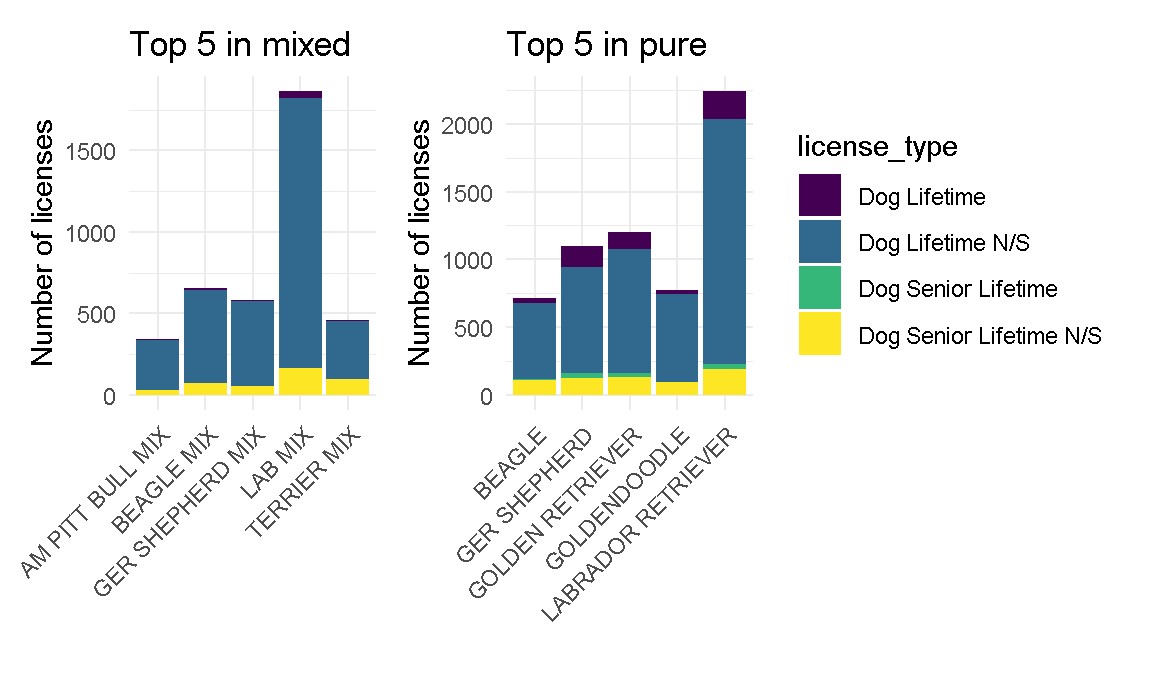 Top 5 in mixed
Number of licenses
1500
1000
500
0
AM PITT BULL MIX
BEAGLE MIX
GER SHEPHERD MIX
LAB MIX
TERRIER MIX
Top 5 in pure
Number of licenses
2000
1500
1000
500
0
BEAGLE
GER SHEPHERD
GOLDEN RETRIEVER
GOLDENDOODLE
LABRADOR RETRIEVER
license_type
Dog Lifetime
Dog Lifetime N/S
Dog Senior Lifetime
Dog Senior Lifetime N/S